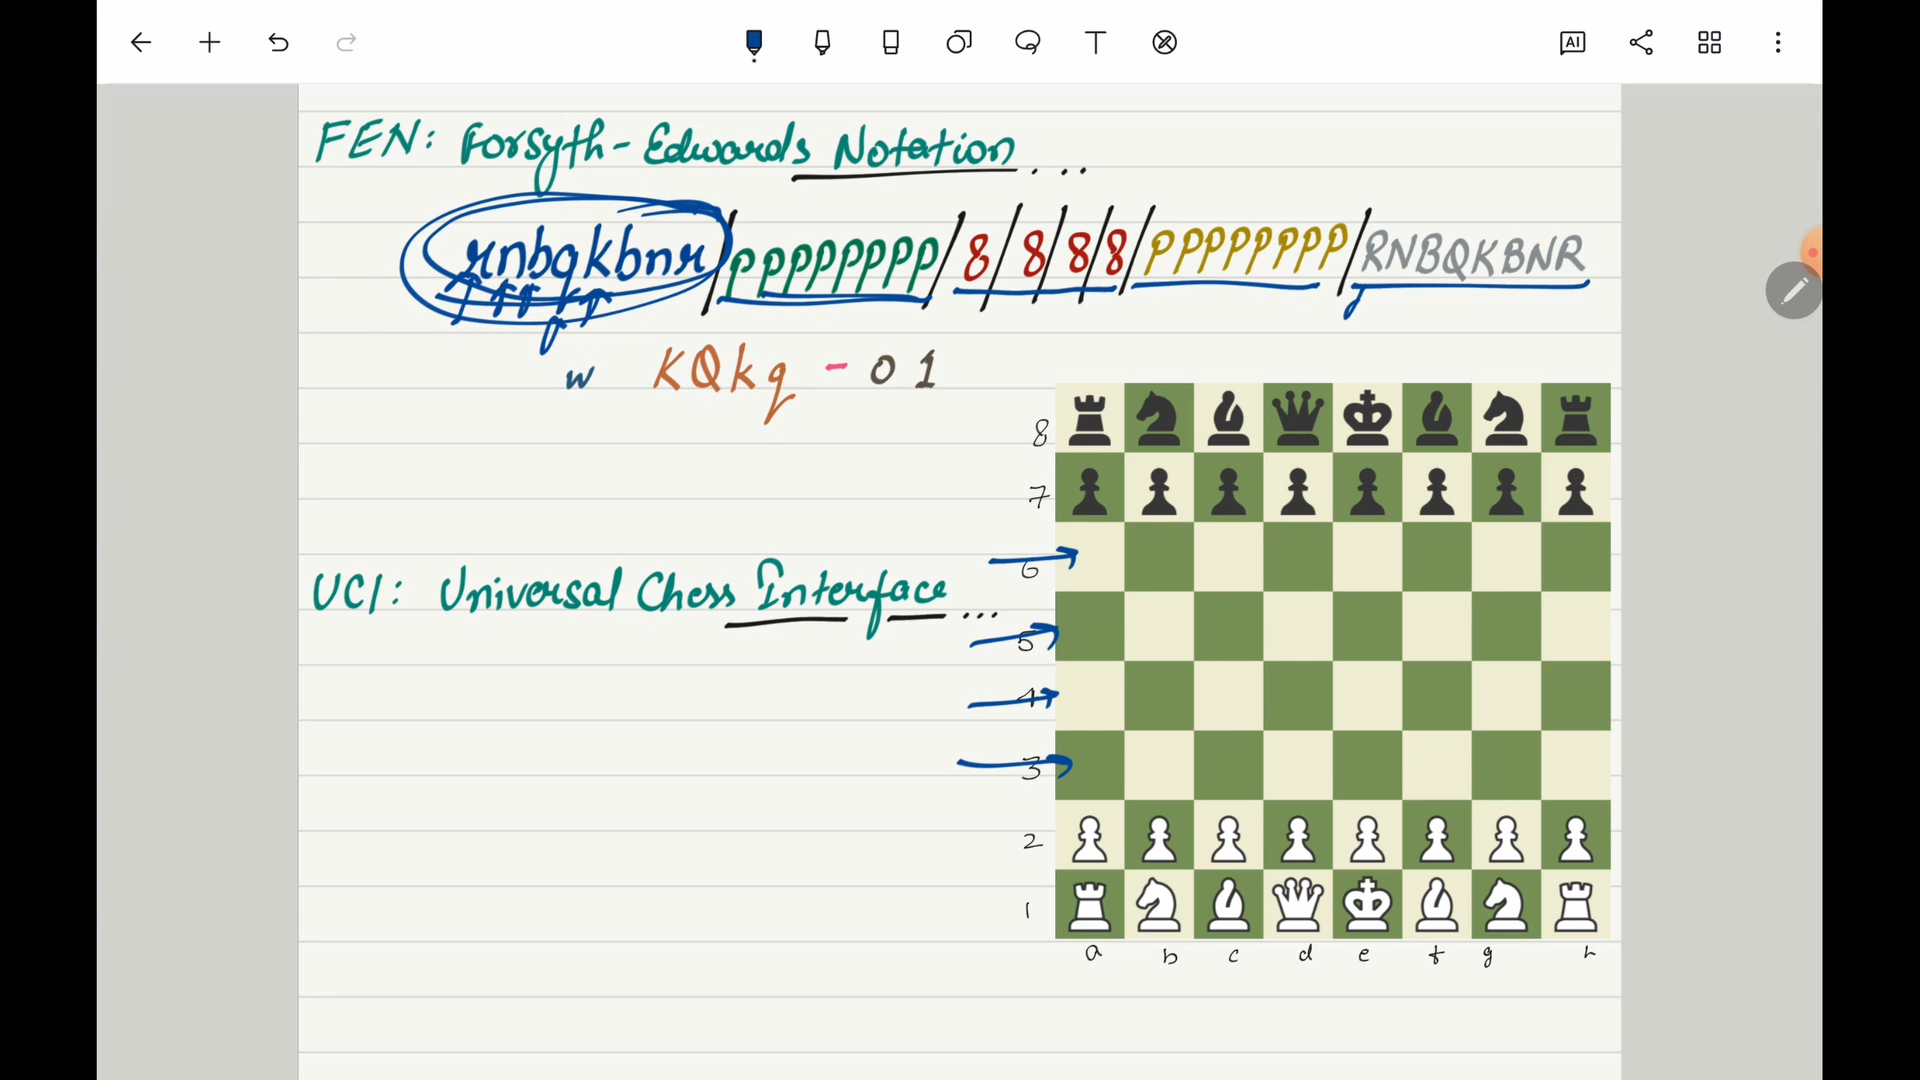 AI
FEN: Forsyth-Edwards Notation...
rnbqkbnr/pppppppp/8/8/8/8/PPPPPPPP/RNBQKBNR
w KQkq - 0 1
8
7
6
UCI: Universal Chess Interface...
5
4
3
2
1
a b c d e f g h